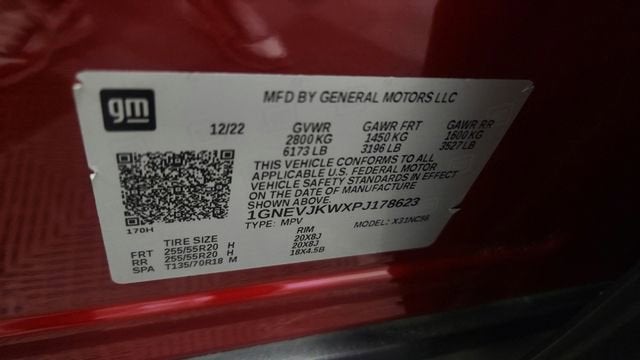 gm
MFD BY GENERAL MOTORS LLC
12/22 GVWR GAWR FRT GAWR RR
2800 KG 1450 KG 1600 KG
6173 LB 3196 LB 3527 LB
THIS VEHICLE CONFORMS TO ALL
APPLICABLE U.S. FEDERAL MOTOR
VEHICLE SAFETY STANDARDS IN
EFFECT ON THE DATE OF MANUFACTURE
SHOWN ABOVE.
1GNEVJKWXPJ178623
170H TYPE: MPV MODEL: X31NC56
TIRE SIZE RIM
FRT 255/55R20 H 20X8J
RR 255/55R20 H 20X8J
SPA T135/70R18 M 18X4.5B